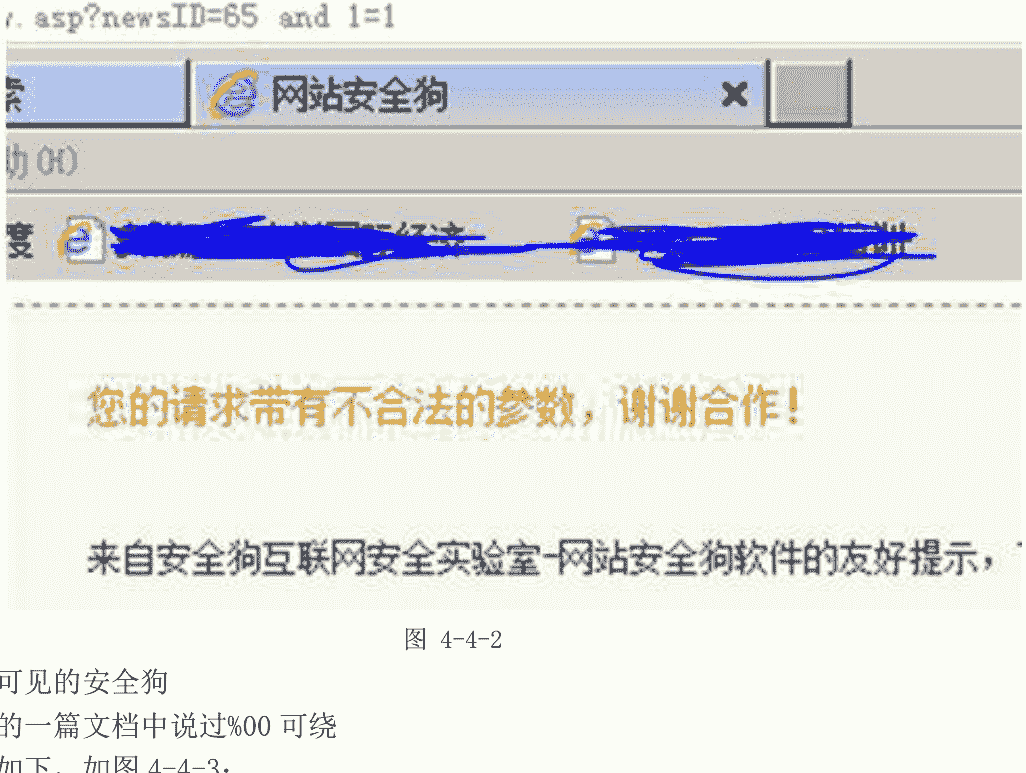 .asp?newsID=65 and 1=1
索
网站安全狗
助(H)
度
您的请求带有不合法的参数，谢谢合作！
来自安全狗互联网安全实验室-网站安全狗软件的友好提示，
图 4-4-2
可见的安全狗
的一篇文档中说过%00 可绕
如下，如图 4-4-3：